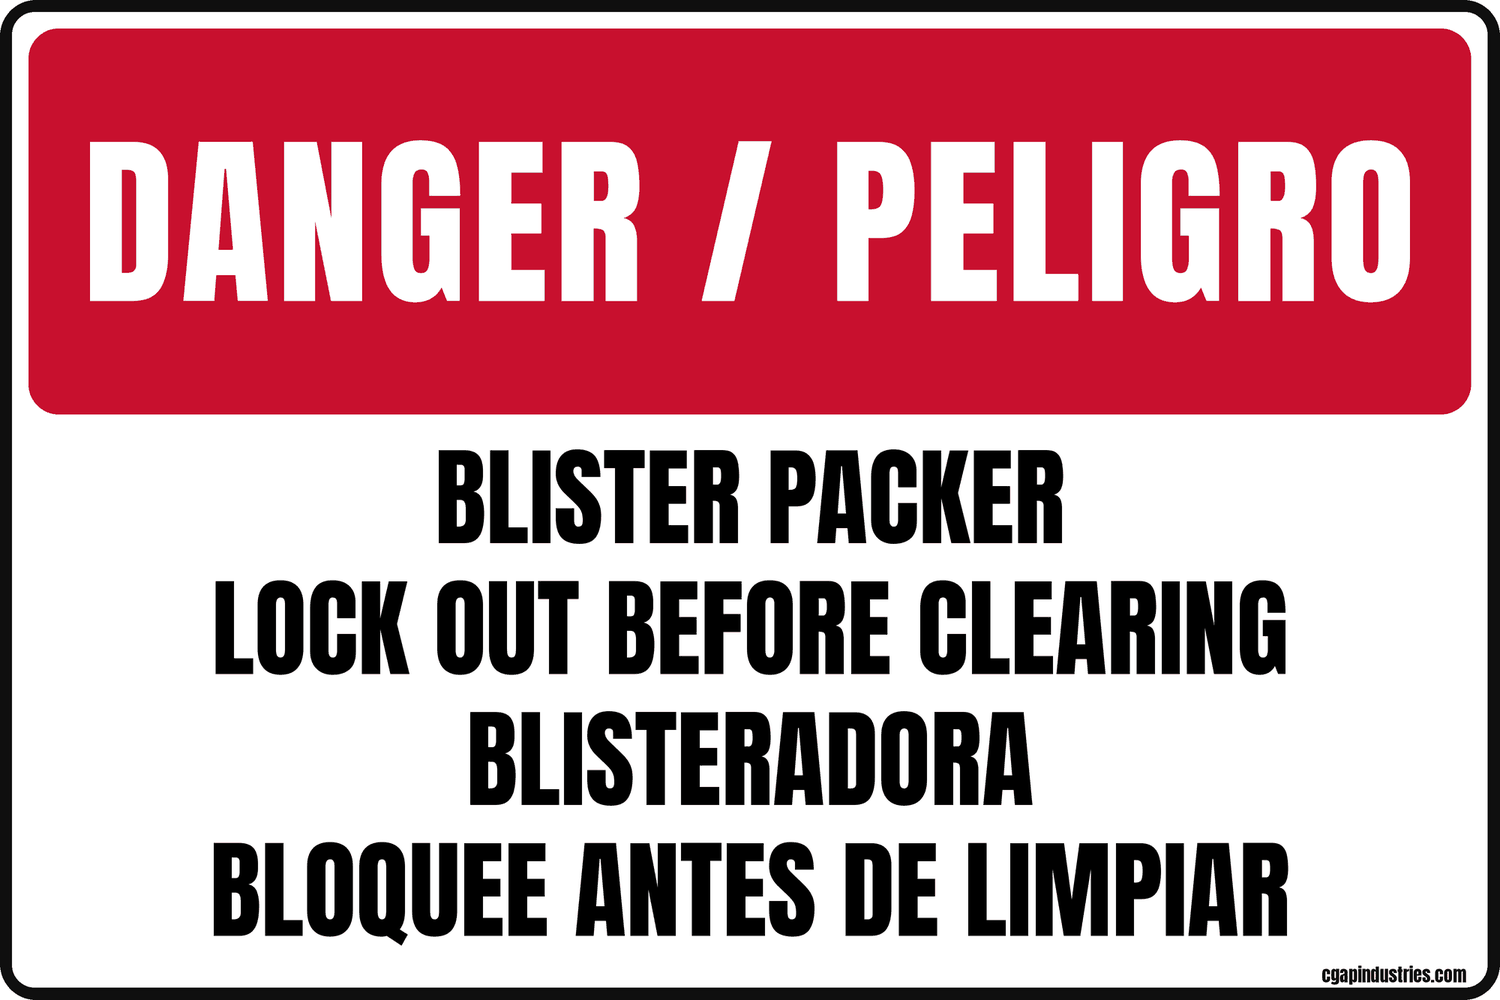 DANGER / PELIGRO
BLISTER PACKER
LOCK OUT BEFORE CLEARING
BLISTERADORA
BLOQUEE ANTES DE LIMPIAR
cgapindustries.com